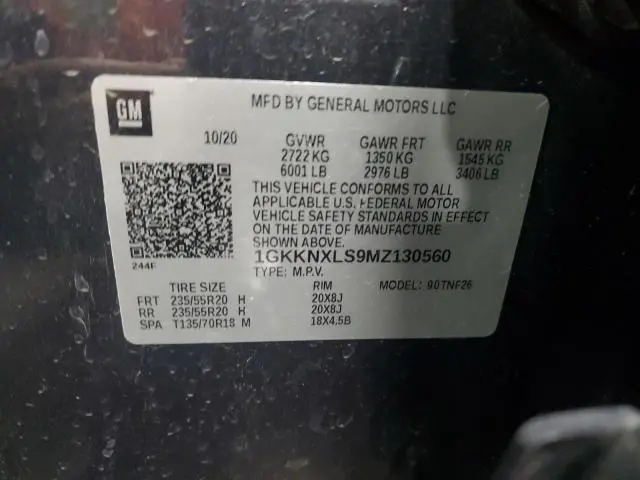 GM
MFD BY GENERAL MOTORS LLC
10/20 GVWR GAWR FRT GAWR RR
2722 KG 1350 KG 1545 KG
6001 LB 2976 LB 3406 LB
THIS VEHICLE CONFORMS TO ALL
APPLICABLE U.S. FEDERAL MOTOR
VEHICLE SAFETY STANDARDS IN EFFECT
ON THE DATE OF MANUFACTURE
SHOWN ABOVE.
244F 1GKKNXLS9MZ130560
TYPE: M.P.V. MODEL: 90TNF26
TIRE SIZE RIM
FRT 235/55R20 H 20X8J
RR 235/55R20 H 20X8J
SPA T135/70R18 M 18X4.5B